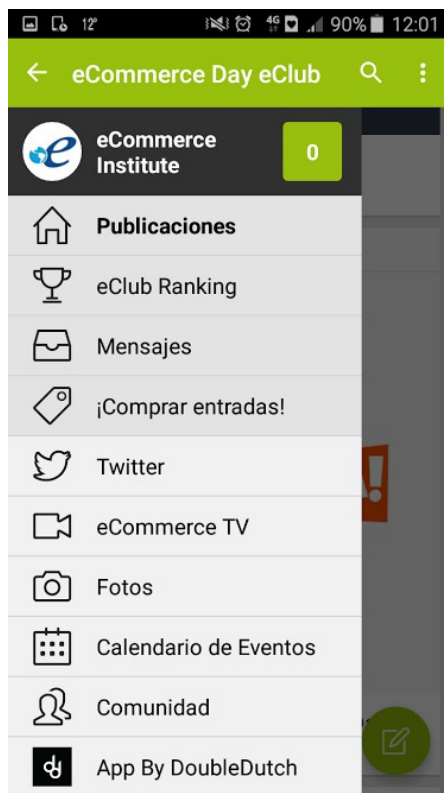 12° 4G 90% 12:01
eCommerce Day eClub
eCommerce
Institute
0
Publicaciones
eClub Ranking
Mensajes
¡Comprar entradas!
Twitter
eCommerce TV
Fotos
Calendario de Eventos
Comunidad
App By DoubleDutch